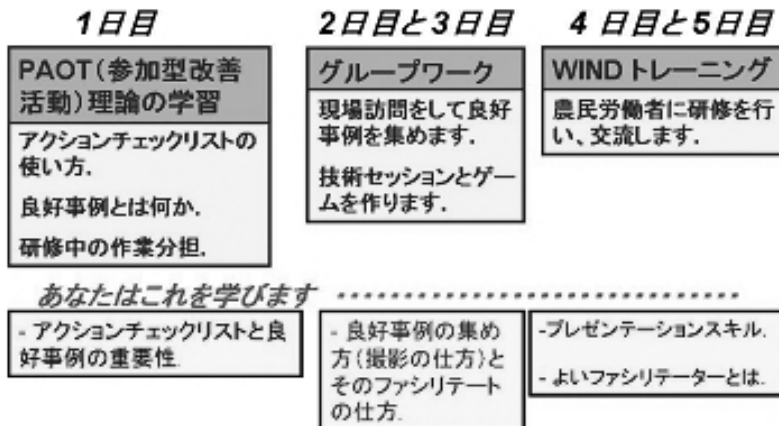 1日目
PAOT(参加型改善
活動)理論の学習
アクションチェックリストの
使い方.
良好事例とは何か.
研修中の作業分担.
2日目と3日目
グループワーク
現場訪問をして良好
事例を集めます.
技術セッションとゲー
ムを作ります.
4 日目と5日目
WIND トレーニング
農民労働者に研修を行
い、交流します.
あなたはこれを学びます
- アクションチェックリストと良
好事例の重要性.
- 良好事例の集め
方(撮影の仕方)と
そのファシリテート
の仕方.
-プレゼンテーションスキル.
- よいファシリテーターとは.